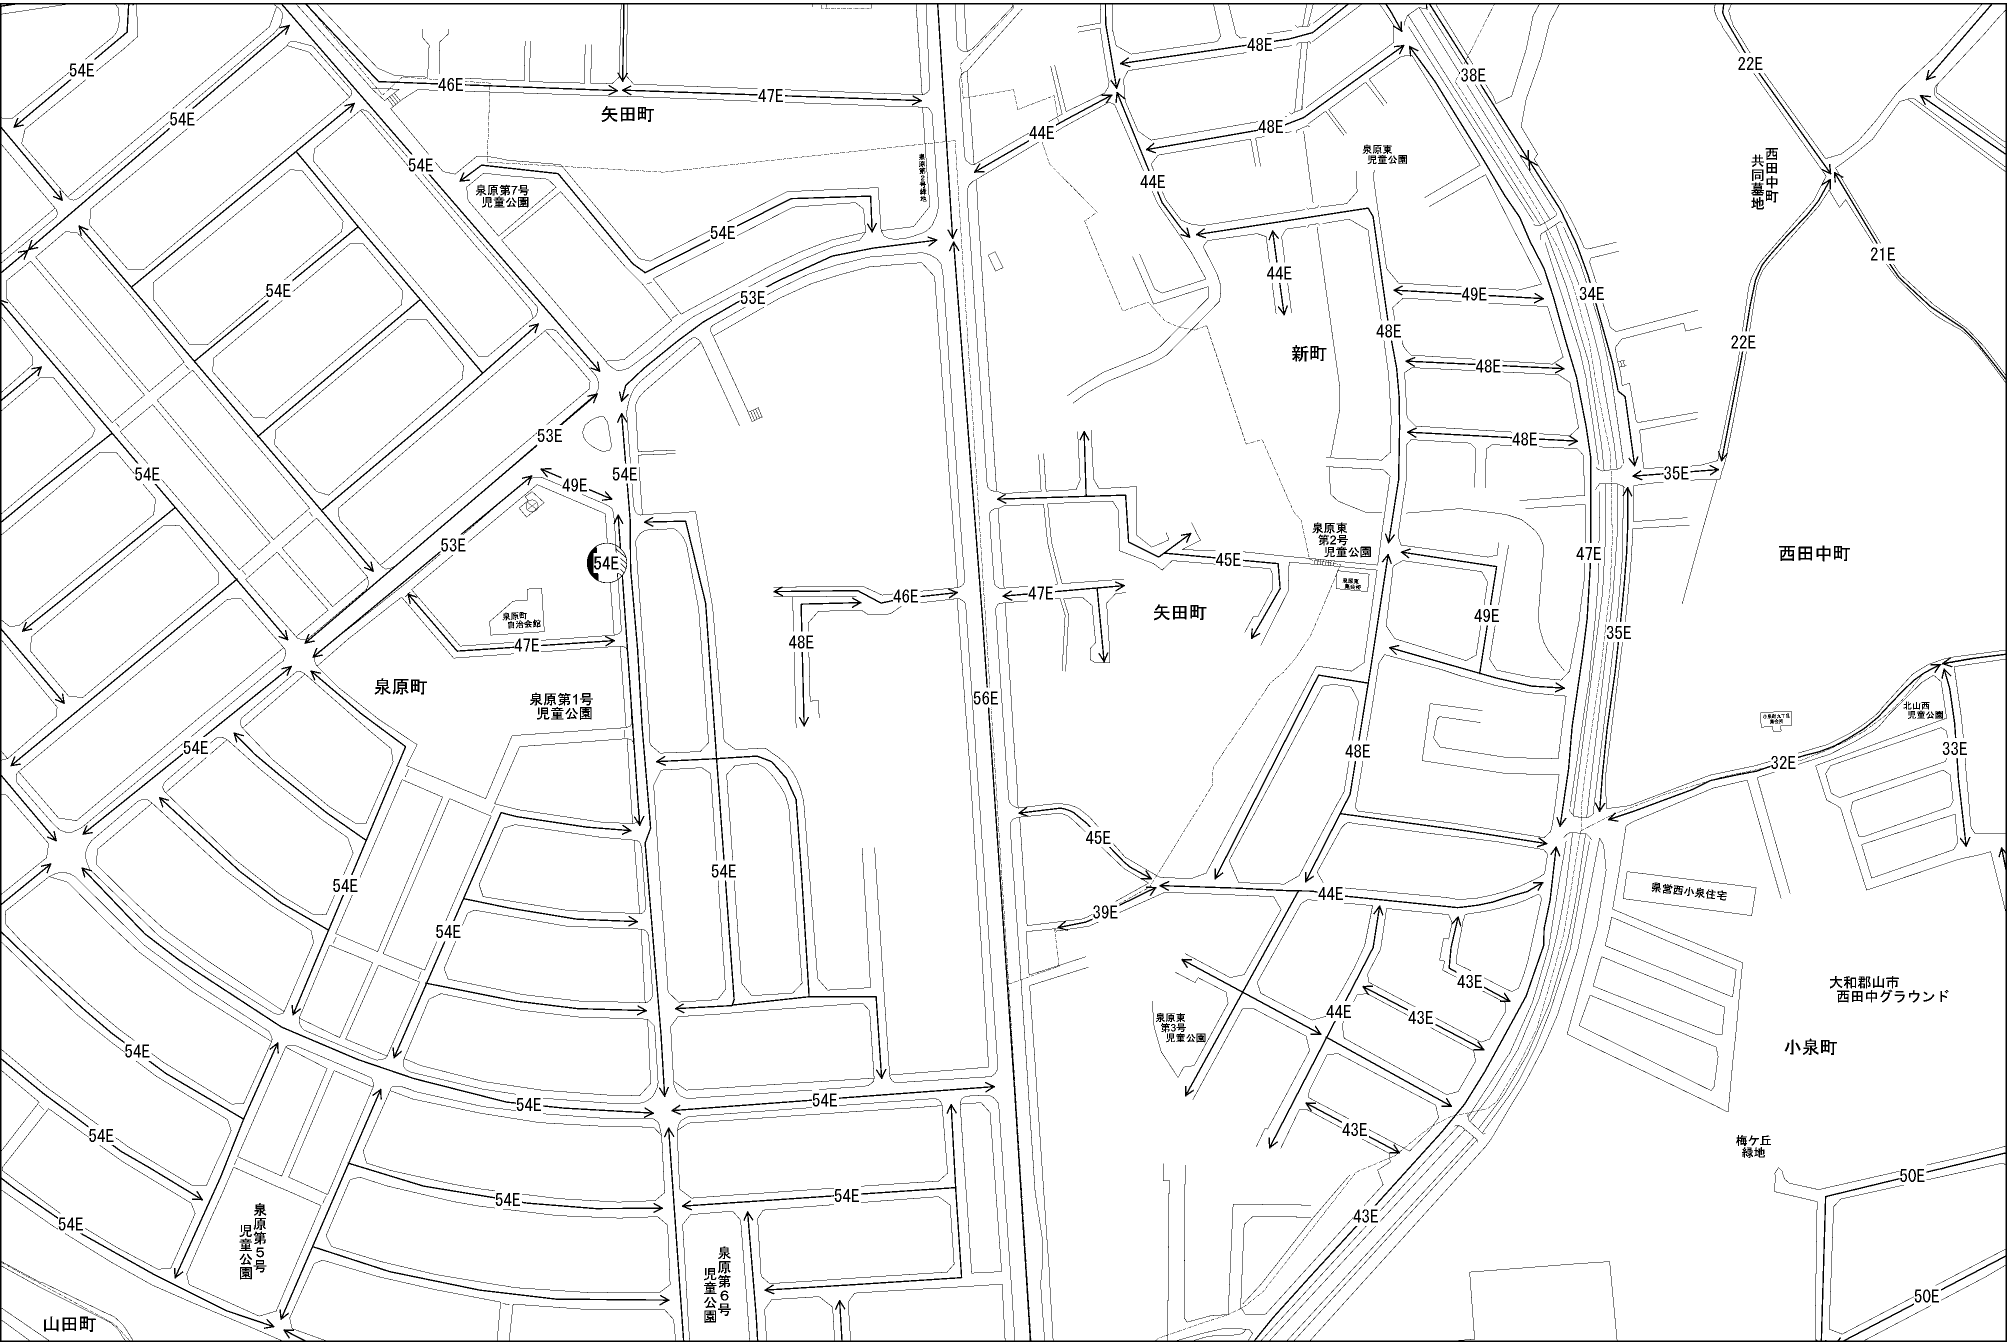 48E
22E
54E
38E
46E
47E
矢田町
54E
48E
44E
54E
泉原東
児童公園
西田中町
共同墓地
泉原第7号
児童公園
44E
54E
21E
44E
54E
53E
49E
34E
48E
22E
新町
48E
53E
48E
54E
54E
35E
49E
泉原東
第2号
児童公園
53E
47E
西田中町
54E
45E
46E
47E
矢田町
49E
泉原町
自治会館
35E
48E
47E
泉原町
泉原第1号
児童公園
56E
北山西
児童公園
54E
48E
33E
32E
45E
54E
54E
44E
県営西小泉住宅
39E
54E
43E
大和郡山市
西田中グラウンド
44E
43E
泉原東
第3号
児童公園
54E
小泉町
54E
54E
43E
54E
梅ケ丘
緑地
50E
54E
54E
54E
43E
泉原第5号
児童公園
泉原第6号
児童公園
50E
山田町